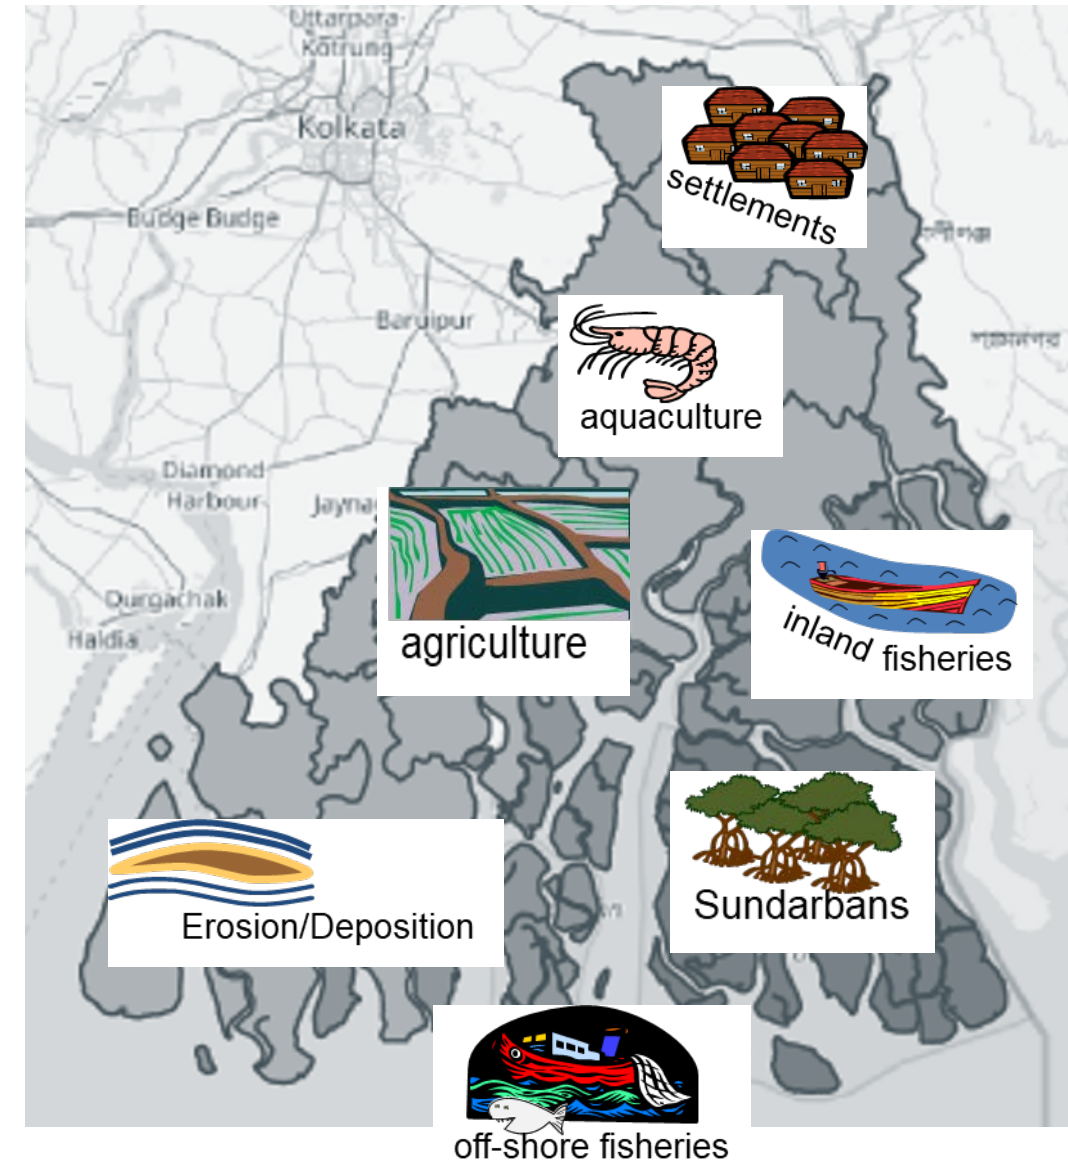 Uttarpara-
Kotrung
Kolkata
settlements
Budge Budge
Baruipur
aquaculture
Diamond
Harbour
Jayna
agriculture
inland fisheries
Durgachak
Haldia
Sundarbans
Erosion/Deposition
off-shore fisheries